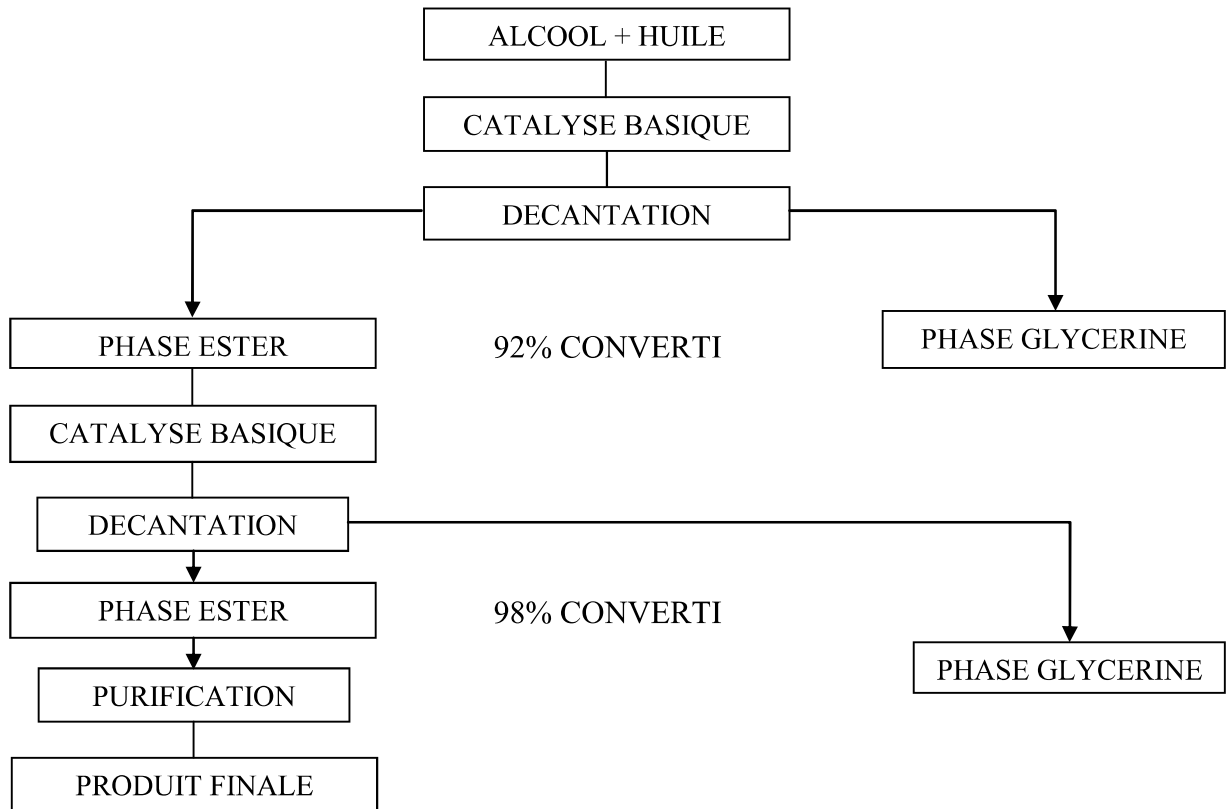 ALCOOL + HUILE
CATALYSE BASIQUE
DECANTATION
PHASE ESTER
92% CONVERTI
PHASE GLYCERINE
CATALYSE BASIQUE
DECANTATION
PHASE ESTER
98% CONVERTI
PHASE GLYCERINE
PURIFICATION
PRODUIT FINALE